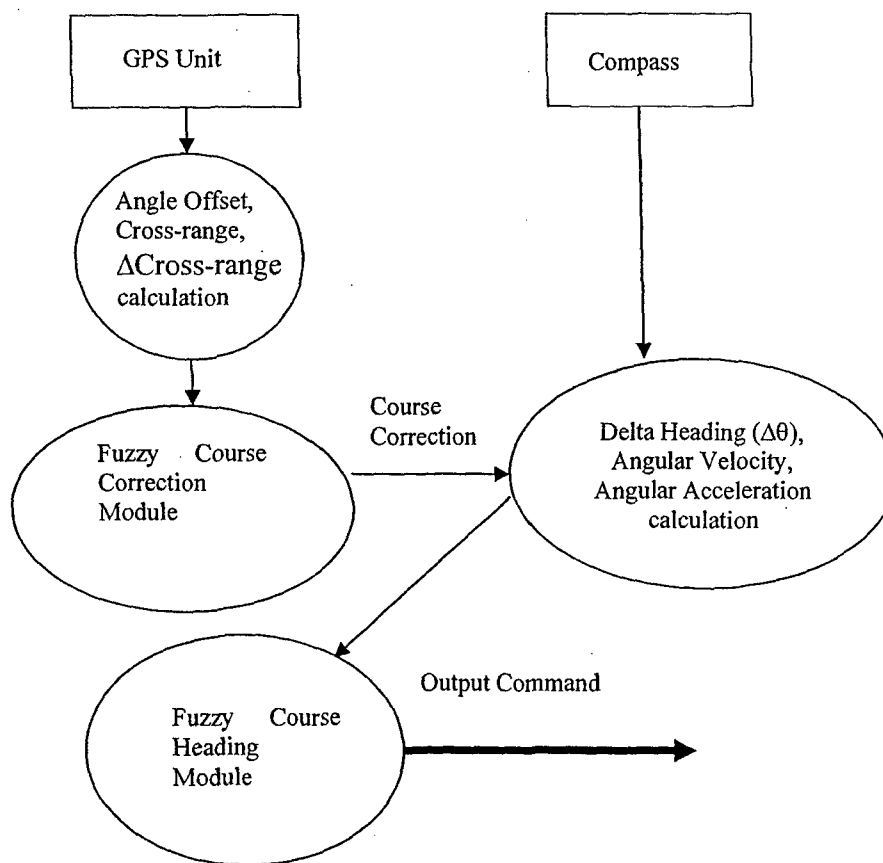 GPS Unit
Compass
Angle Offset,
Cross-range,
ΔCross-range
calculation
Course
Correction
Fuzzy Course
Correction
Module
Delta Heading (Δθ),
Angular Velocity,
Angular Acceleration
calculation
Output Command
Fuzzy Course
Heading
Module